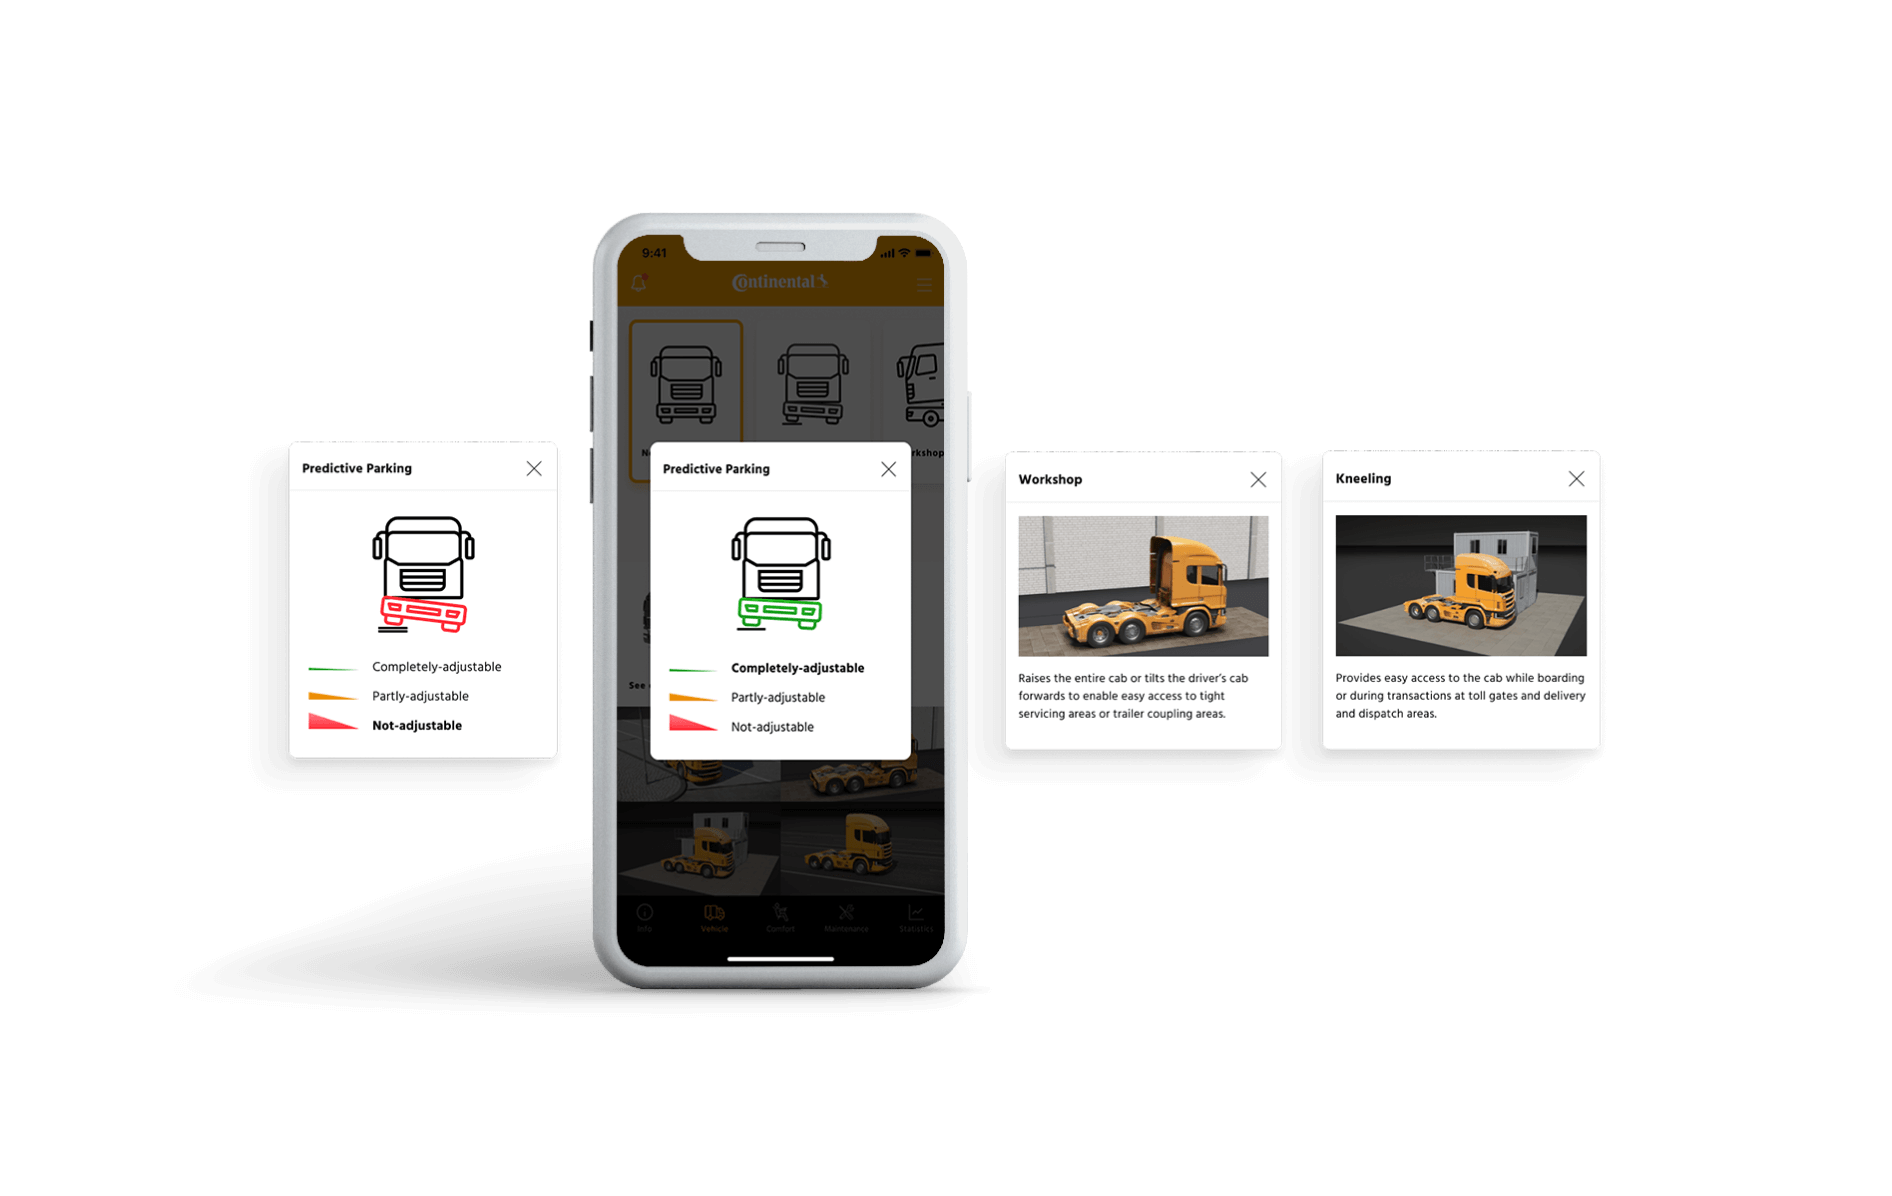 Predictive Parking
Completely-adjustable
Partly-adjustable
Not-adjustable
9:41
Continental
Predictive Parking
Completely-adjustable
Partly-adjustable
Not-adjustable
See
Info
Vehicle
Comfort
Maintenance
Statistics
Workshop
Raises the entire cab or tilts the driver’s cab
forwards to enable easy access to tight
servicing areas or trailer coupling areas.
Kneeling
Provides easy access to the cab while boarding
or during transactions at toll gates and delivery
and dispatch areas.